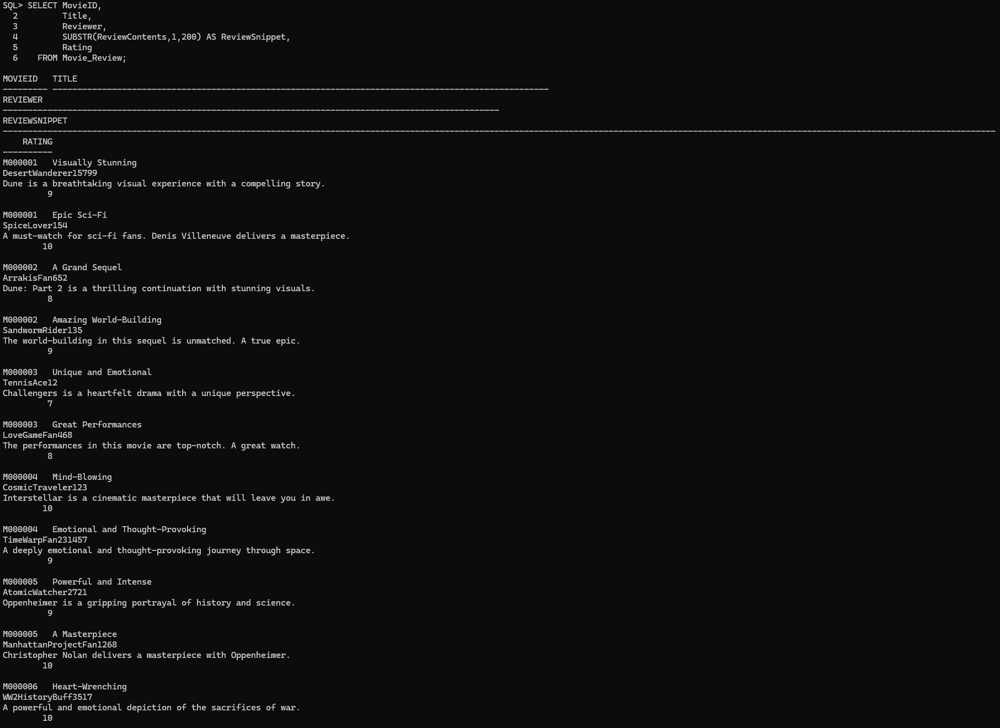 SQL> SELECT MovieID,
  2         Title,
  3         Reviewer,
  4         SUBSTR(ReviewContents,1,200) AS ReviewSnippet,
  5         Rating
  6    FROM Movie_Review;
MOVIEID   TITLE
--------- ----------------------------------------------------------------------------------------------------
REVIEWER
----------------------------------------------------------------------------------------------------
REVIEWSNIPPET
--------------------------------------------------------------------------------------------------------------------------------------------------------------------------------------------------------
    RATING
----------
M000001   Visually Stunning
DesertWanderer15799
Dune is a breathtaking visual experience with a compelling story.
         9
M000001   Epic Sci-Fi
SpiceLover154
A must-watch for sci-fi fans. Denis Villeneuve delivers a masterpiece.
        10
M000002   A Grand Sequel
ArrakisFan652
Dune: Part 2 is a thrilling continuation with stunning visuals.
         8
M000002   Amazing World-Building
SandwormRider135
The world-building in this sequel is unmatched. A true epic.
         9
M000003   Unique and Emotional
TennisAce12
Challengers is a heartfelt drama with a unique perspective.
         7
M000003   Great Performances
LoveGameFan468
The performances in this movie are top-notch. A great watch.
         8
M000004   Mind-Blowing
CosmicTraveler123
Interstellar is a cinematic masterpiece that will leave you in awe.
        10
M000004   Emotional and Thought-Provoking
TimeWarpFan231457
A deeply emotional and thought-provoking journey through space.
         9
M000005   Powerful and Intense
AtomicWatcher2721
Oppenheimer is a gripping portrayal of history and science.
         9
M000005   A Masterpiece
ManhattanProjectFan1268
Christopher Nolan delivers a masterpiece with Oppenheimer.
        10
M000006   Heart-Wrenching
WW2HistoryBuff3517
A powerful and emotional depiction of the sacrifices of war.
        10